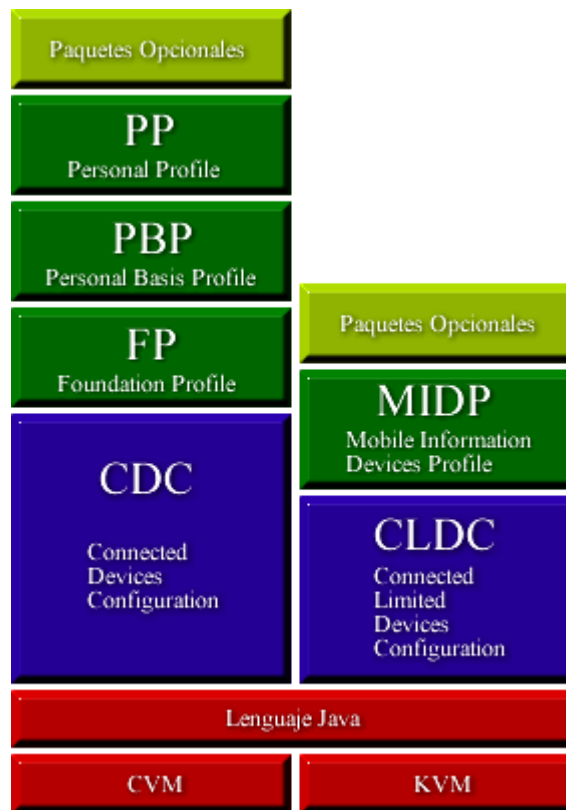 Paquetes Opcionales
PP
Personal Profile
PBP
Personal Basis Profile
FP
Foundation Profile
CDC
Connected
Devices
Configuration
Paquetes Opcionales
MIDP
Mobile Information
Devices Profile
CLDC
Connected
Limited
Devices
Configuration
Lenguaje Java
CVM
KVM